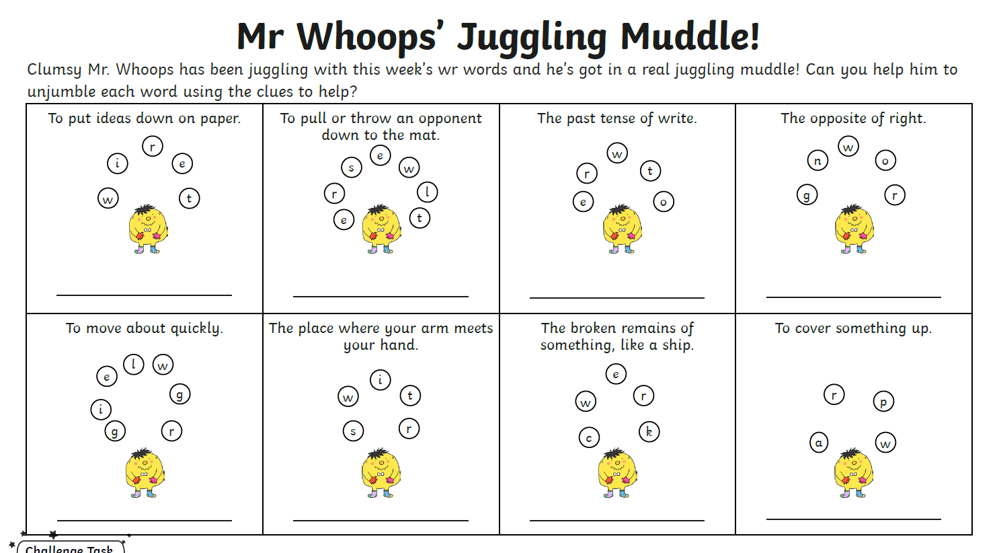 Mr Whoops’ Juggling Muddle!
Clumsy Mr. Whoops has been juggling with this week’s wr words and he’s got in a real juggling muddle! Can you help him to
unjumble each word using the clues to help?
To put ideas down on paper.
r
i e
w t
To pull or throw an opponent
down to the mat.
e
s w
r l
e t
The past tense of write.
w
r t
e o
The opposite of right.
w
n o
g r
To move about quickly.
l w
e
g
i
g r
The place where your arm meets
your hand.
i
w t
s r
The broken remains of
something, like a ship.
e
w r
c k
To cover something up.
r p
a w
Challenge Task